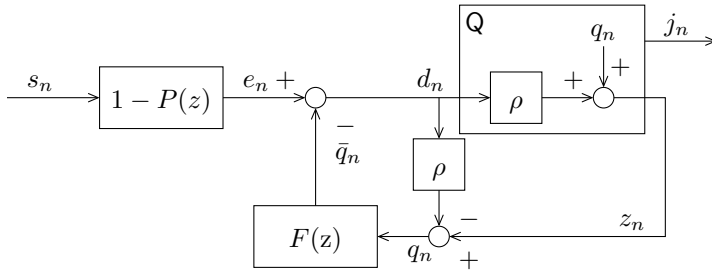 Q
q_n
j_n
+
s_n
1 − P(z)
e_n +
d_n
ρ
+
−
q̄_n
ρ
F(z)
q_n
−
+
z_n